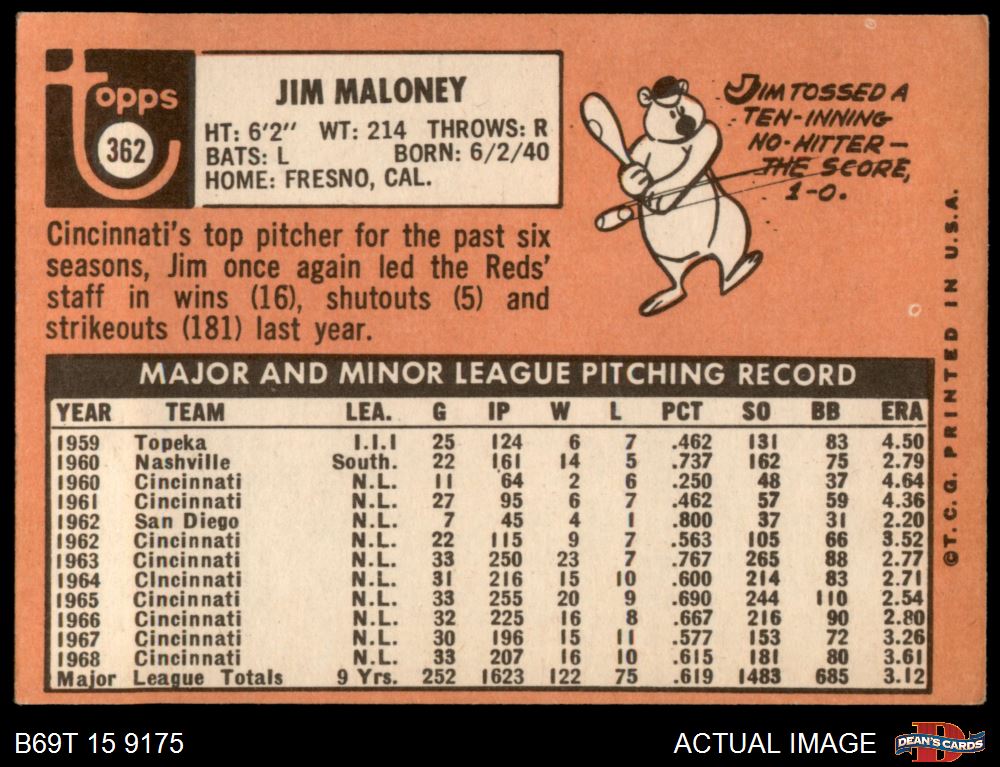 Topps
362
JIM MALONEY
HT: 6'2" WT: 214 THROWS: R
BATS: L BORN: 6/2/40
HOME: FRESNO, CAL.
JIM TOSSED A
TEN-INNING
NO-HITTER—
THE SCORE,
1-0.
Cincinnati's top pitcher for the past six
seasons, Jim once again led the Reds'
staff in wins (16), shutouts (5) and
strikeouts (181) last year.
MAJOR AND MINOR LEAGUE PITCHING RECORD
YEAR TEAM LEA. G IP W L PCT SO BB ERA
1959 Topeka I.I.I 25 124 6 7 .462 131 83 4.50
1960 Nashville South. 22 161 14 5 .737 162 75 2.79
1960 Cincinnati N.L. 11 64 2 6 .250 48 37 4.64
1961 Cincinnati N.L. 27 95 6 7 .462 57 59 4.36
1962 San Diego N.L. 7 45 4 1 .800 37 31 2.20
1962 Cincinnati N.L. 22 115 9 7 .563 105 66 3.52
1963 Cincinnati N.L. 33 250 23 7 .767 265 88 2.77
1964 Cincinnati N.L. 31 216 15 10 .600 214 83 2.71
1965 Cincinnati N.L. 33 255 20 9 .690 244 110 2.54
1966 Cincinnati N.L. 32 225 16 8 .667 216 90 2.80
1967 Cincinnati N.L. 30 196 15 11 .577 153 72 3.26
1968 Cincinnati N.L. 33 207 16 10 .615 181 80 3.61
Major League Totals 9 Yrs. 252 1623 122 75 .619 1483 685 3.12
©T.C.G. PRINTED IN U.S.A.
B69T 15 9175
ACTUAL IMAGE
D
DEAN'S CARDS